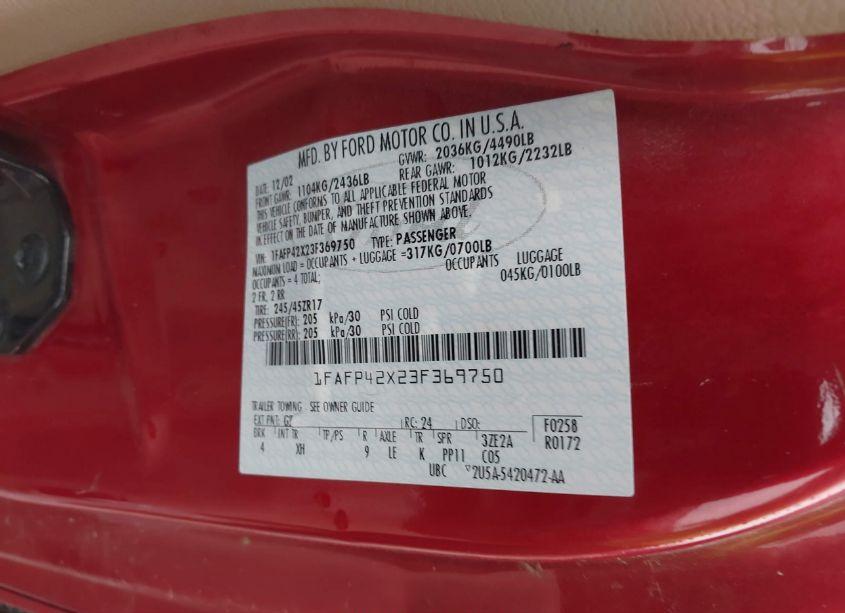 MFD. BY FORD MOTOR CO. IN U.S.A.
DATE: 12/02 GVWR: 2036KG/4490LB
FRONT GAWR: 1104KG/2436LB REAR GAWR: 1012KG/2232LB
THIS VEHICLE CONFORMS TO ALL APPLICABLE FEDERAL MOTOR
VEHICLE SAFETY, BUMPER, AND THEFT PREVENTION STANDARDS
IN EFFECT ON THE DATE OF MANUFACTURE SHOWN ABOVE.
VIN: 1FAFP42X23F369750 TYPE: PASSENGER
MAXIMUM LOAD = OCCUPANTS + LUGGAGE =317KG/0700LB
OCCUPANTS = 4 TOTAL; OCCUPANTS LUGGAGE
2 FR, 2 RR 045KG/0100LB
TIRE: 245/45ZR17
PRESSURE(FR): 205 kPa/30 PSI COLD
PRESSURE(RR): 205 kPa/30 PSI COLD
1FAFP42X23F369750
TRAILER TOWING - SEE OWNER GUIDE
EXT PNT: G2 RC: 24 DSO: F0258
BRK INT TR TP/PS R AXLE TR SPR 3ZE2A R0172
4 XH 9 LE K PP11 C05
UBC 2U5A-5420472-AA